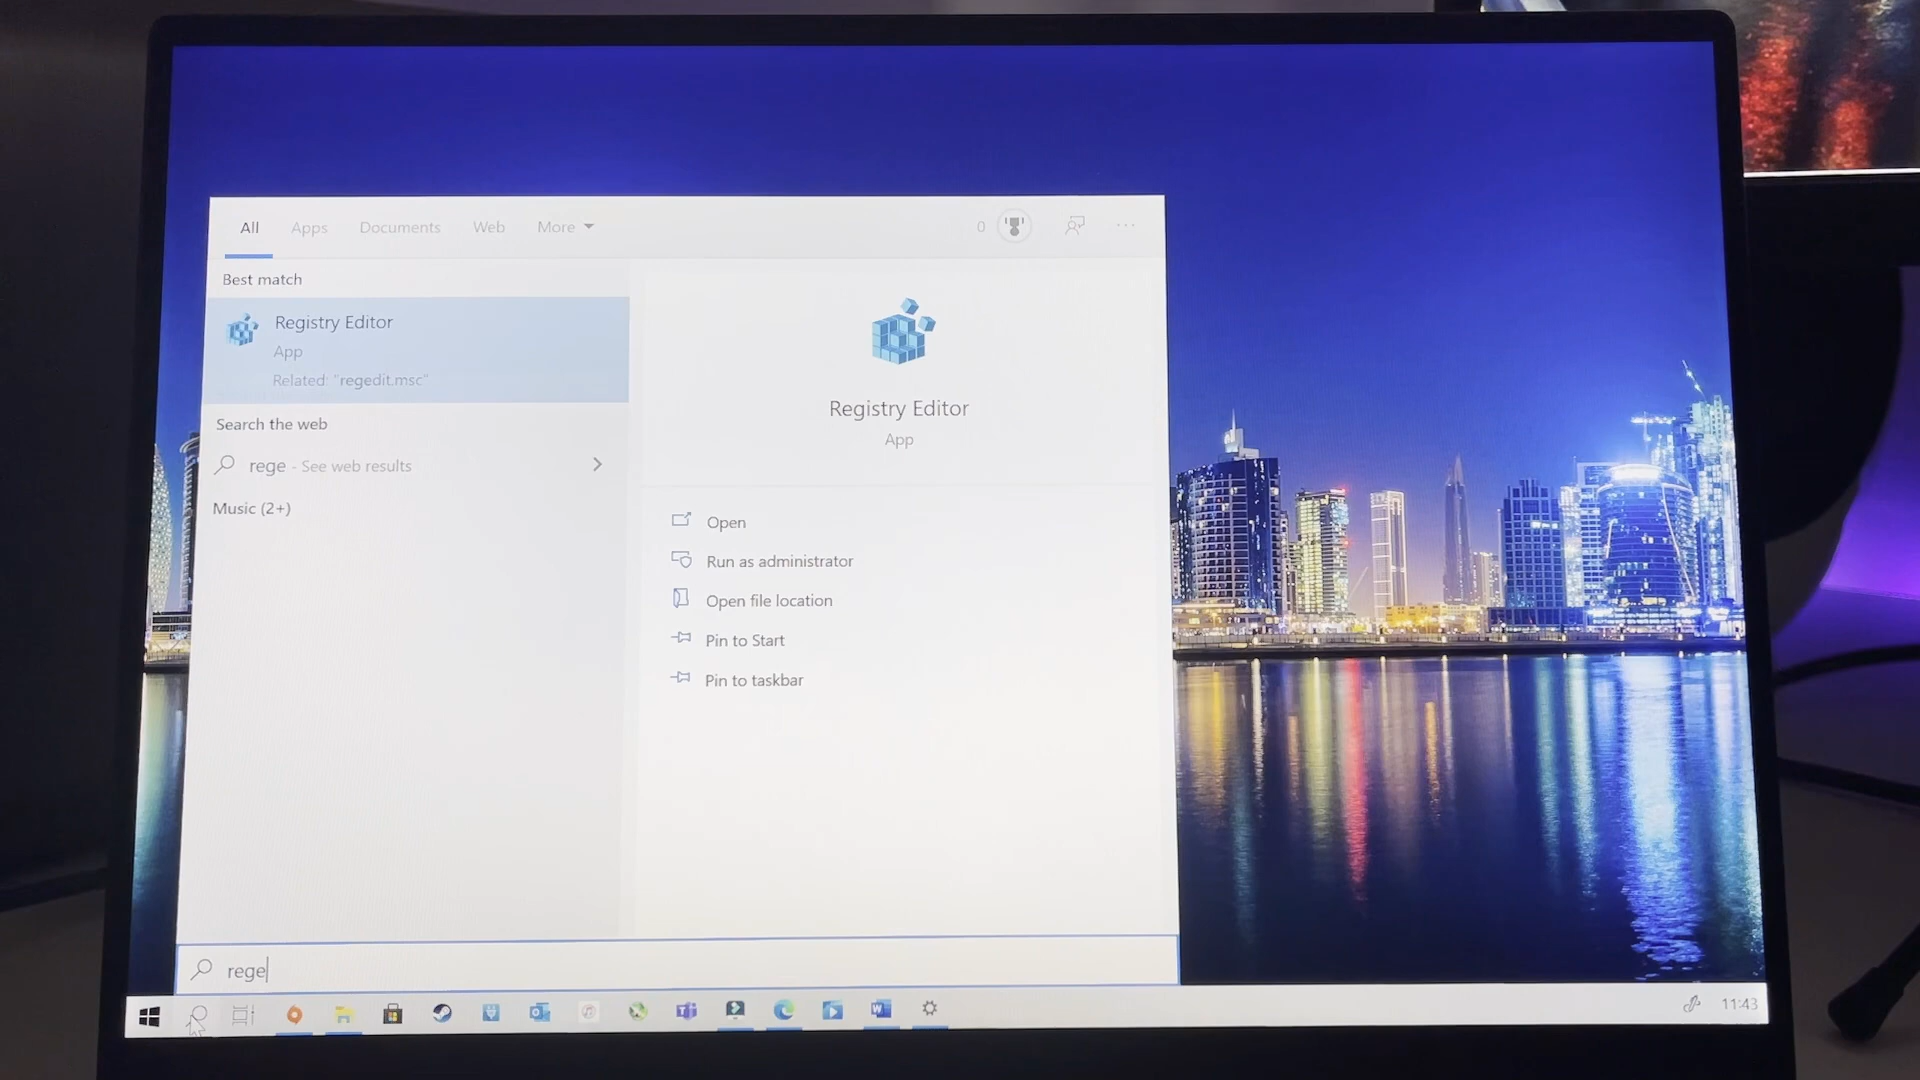 All Apps Documents Web More 0 ...
Best match
Registry Editor
App
Related: "regedit.msc"
Search the web
rege - See web results
Music (2+)
Registry Editor
App
Open
Run as administrator
Open file location
Pin to Start
Pin to taskbar
rege
11:43